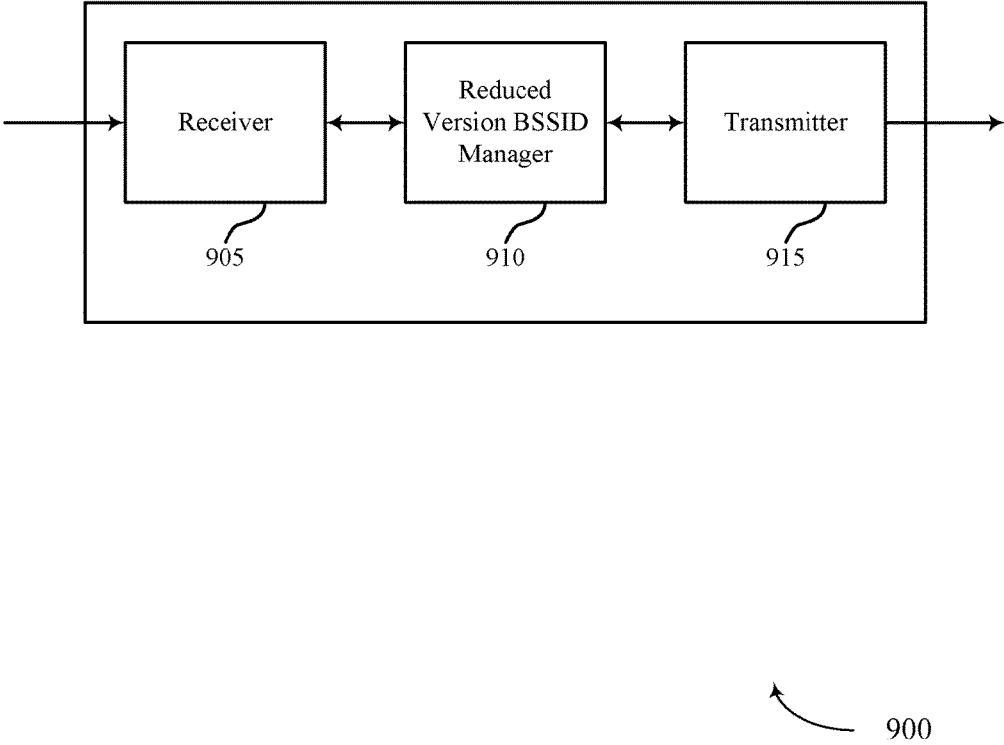 Receiver
Reduced
Version BSSID
Manager
Transmitter
905
910
915
900